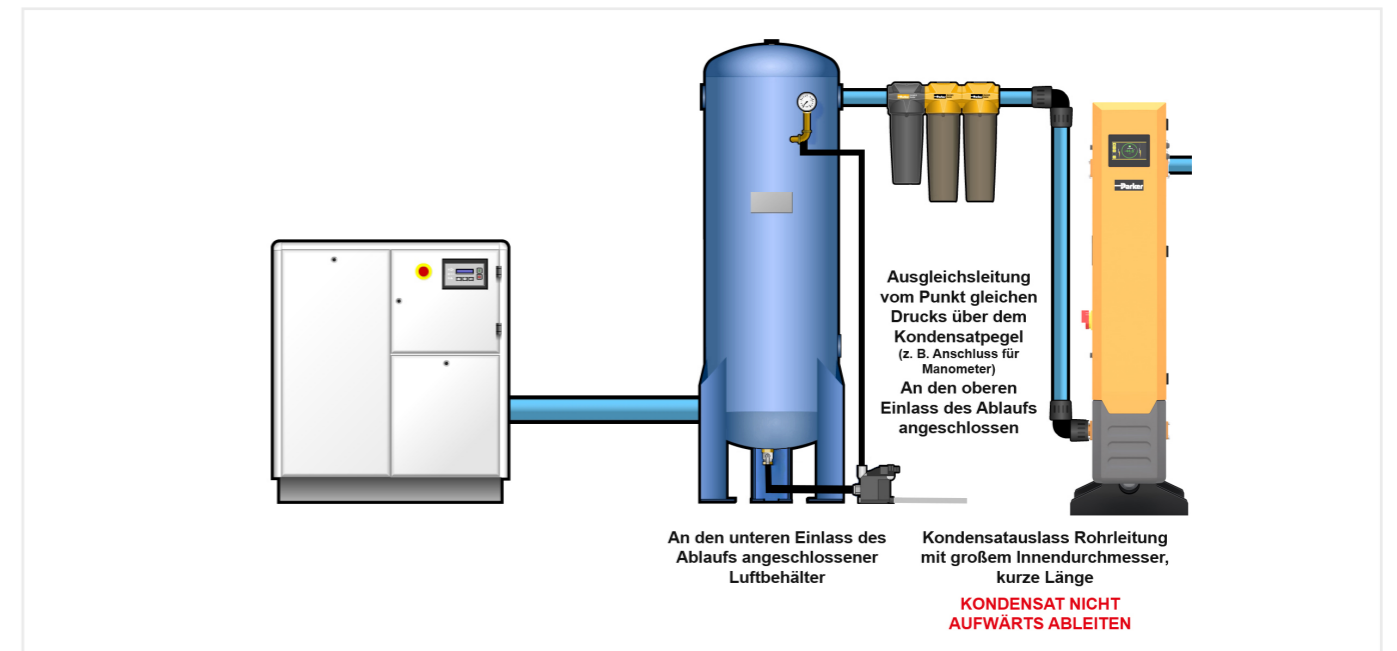 Parker
Ausgleichsleitung
vom Punkt gleichen
Drucks über dem
Kondensatpegel
(z. B. Anschluss für
Manometer)
An den oberen
Einlass des Ablaufs
angeschlossen
An den unteren Einlass des
Ablaufs angeschlossener
Luftbehälter
Kondensatauslass Rohrleitung
mit großem Innendurchmesser,
kurze Länge
KONDENSAT NICHT
AUFWÄRTS ABLEITEN